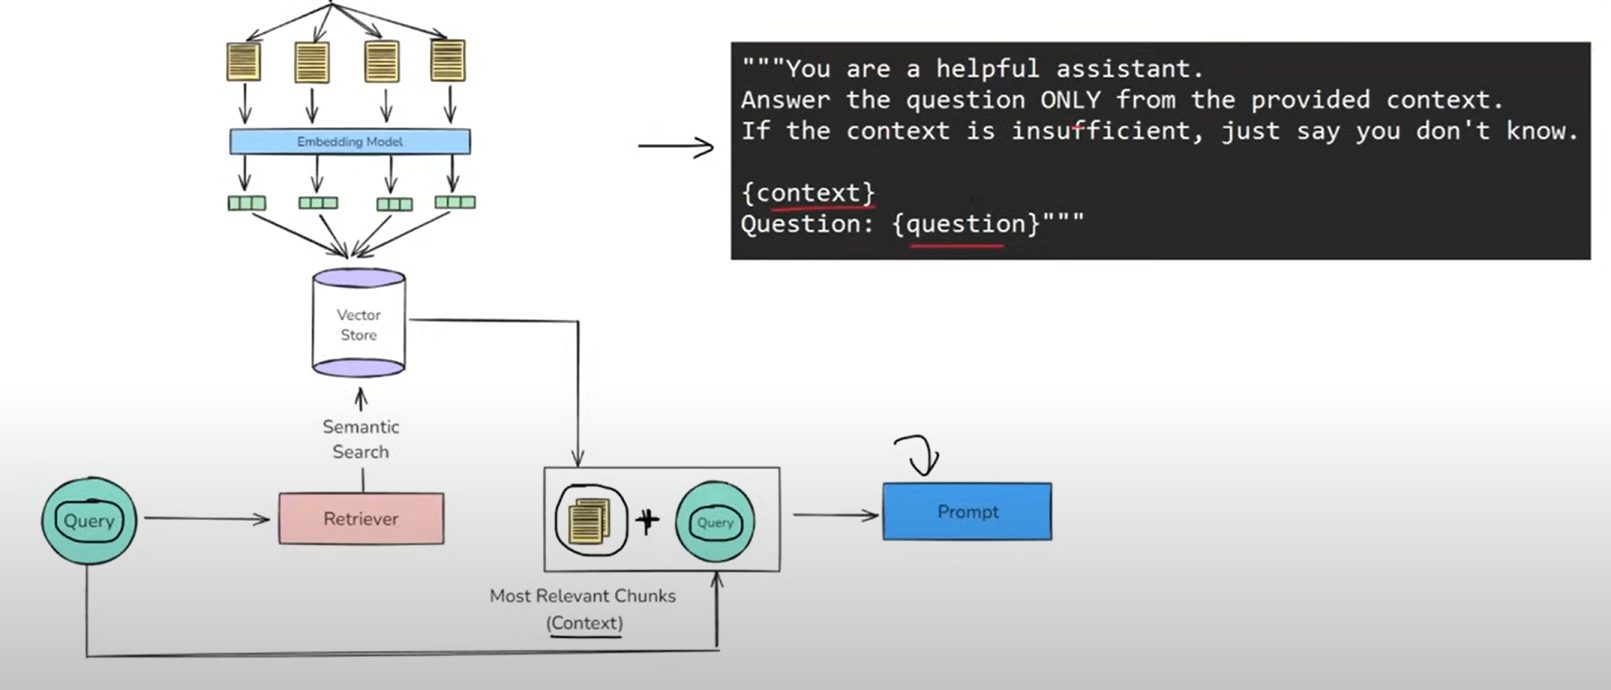 Embedding Model
"""You are a helpful assistant.
Answer the question ONLY from the provided context.
If the context is insufficient, just say you don't know.
{context}
Question: {question}"""
Vector
Store
Semantic
Search
Query
Retriever
+
Query
Prompt
Most Relevant Chunks
(Context)